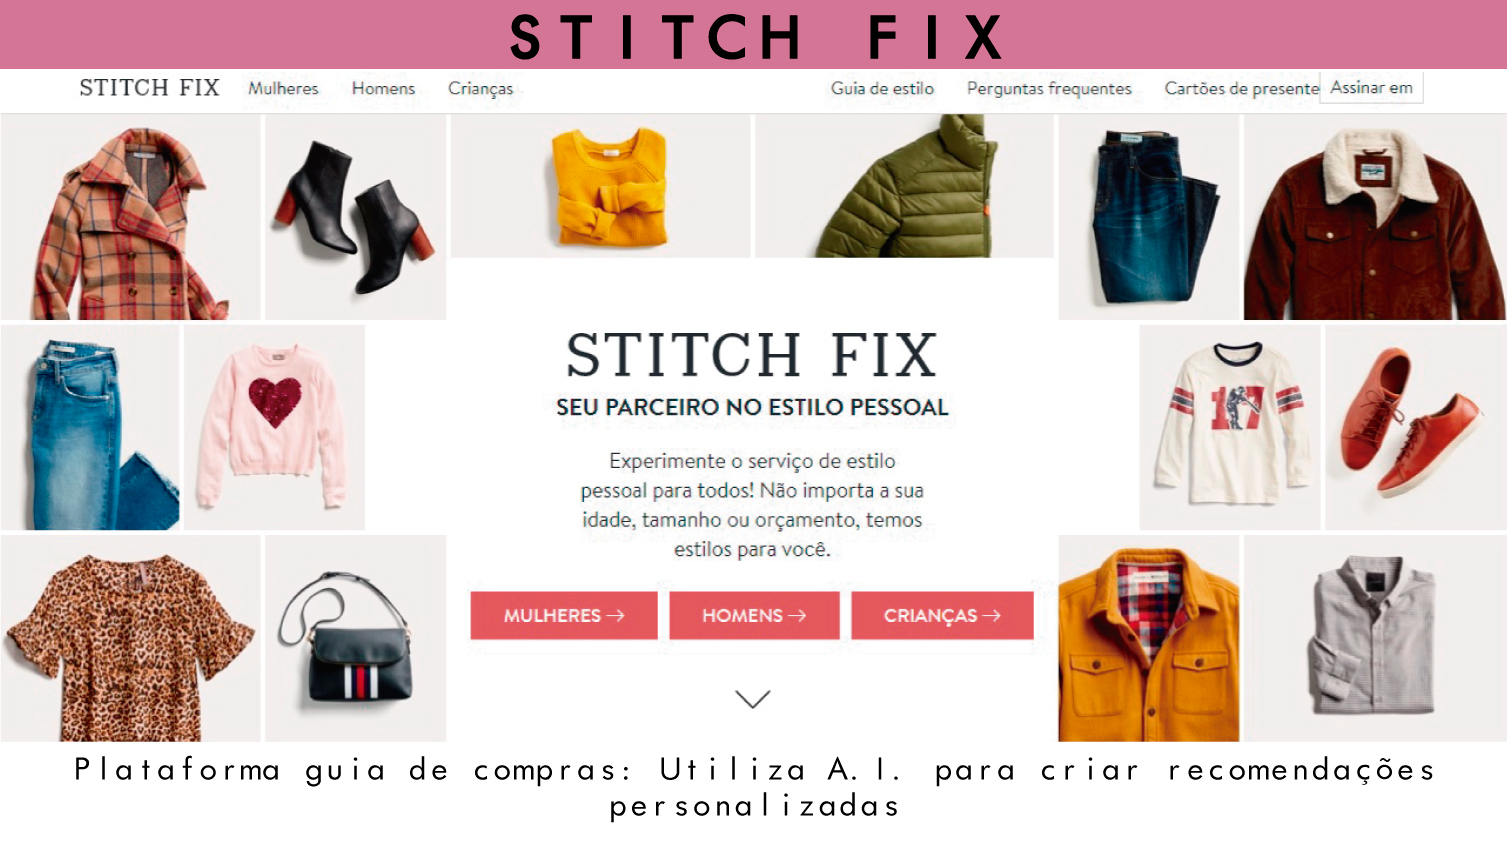 STITCH FIX
STITCH FIX Mulheres Homens Crianças Guia de estilo Perguntas frequentes Cartões de presente Assinar em
STITCH FIX
SEU PARCEIRO NO ESTILO PESSOAL
Experimente o serviço de estilo
pessoal para todos! Não importa a sua
idade, tamanho ou orçamento, temos
estilos para você.
MULHERES → HOMENS → CRIANÇAS →
17
Plataforma guia de compras: Utiliza A.I. para criar recomendações
personalizadas